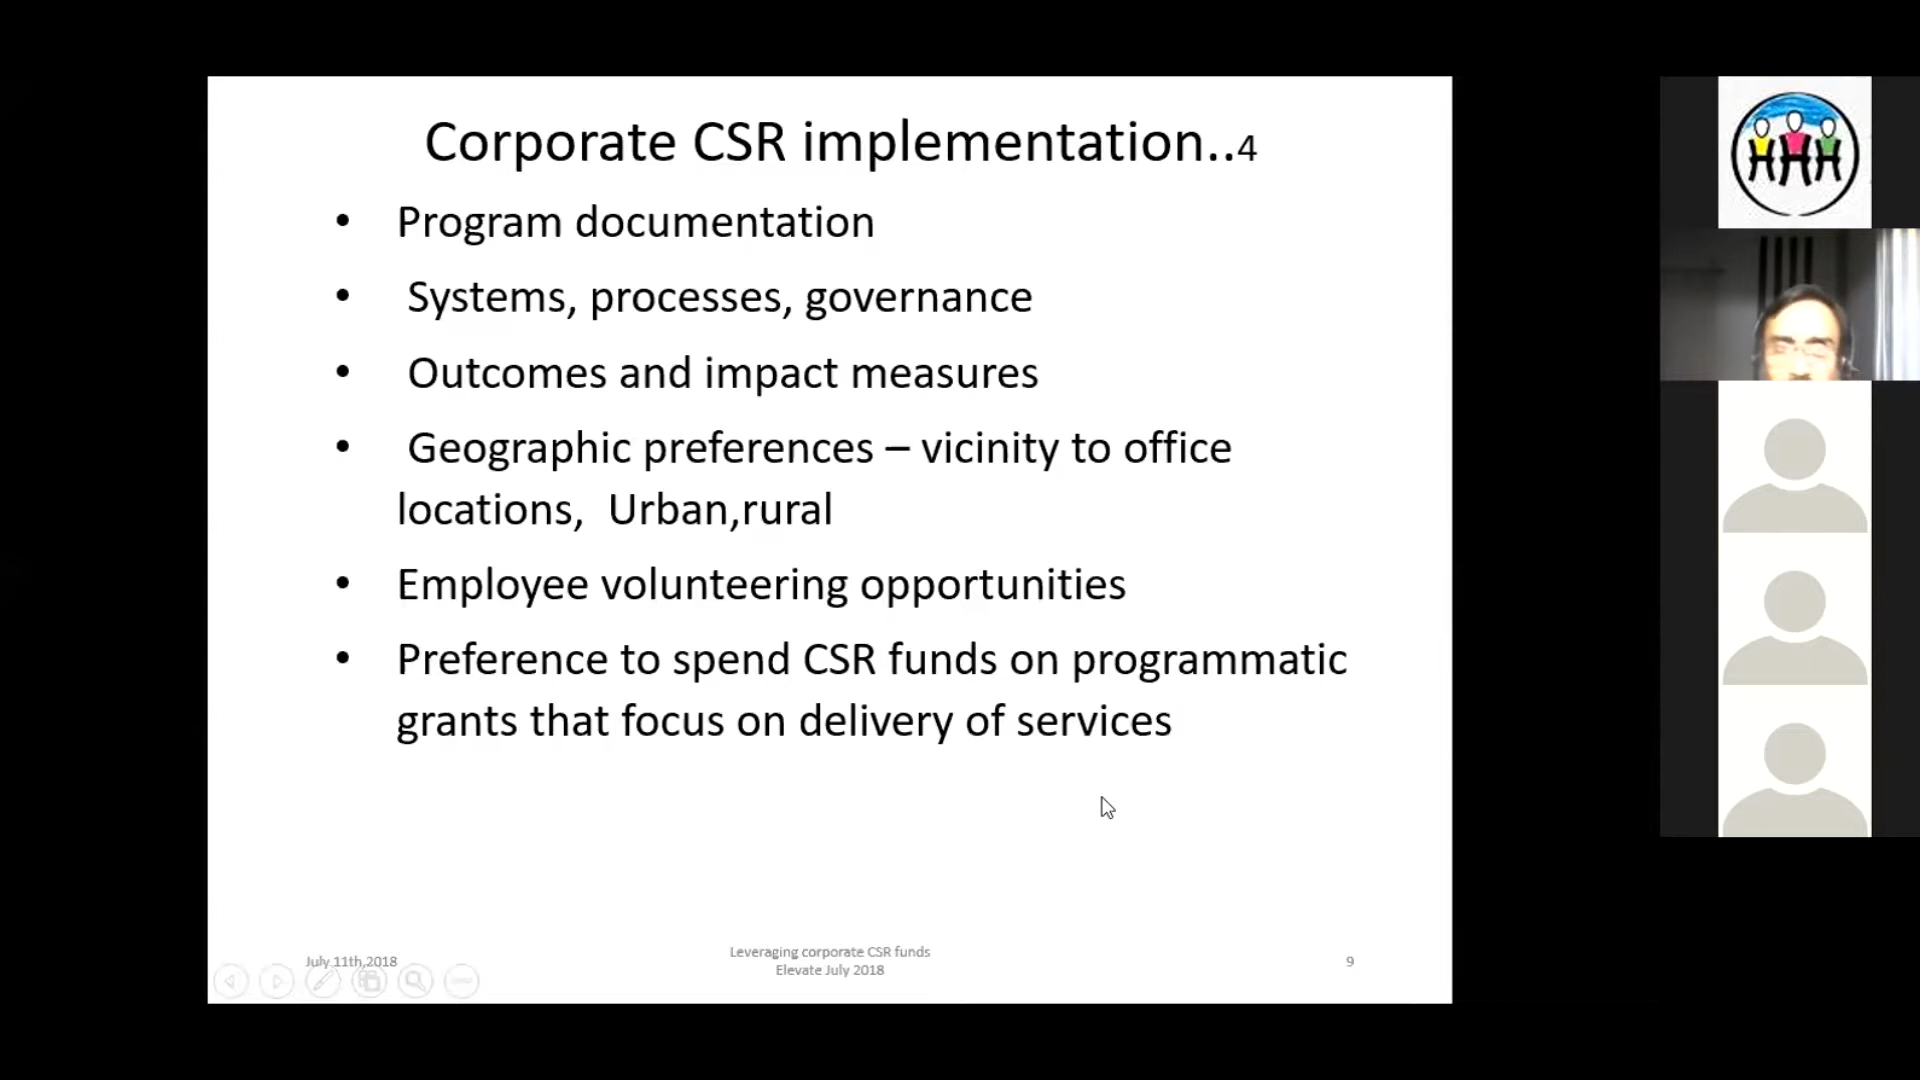 Corporate CSR implementation..4
• Program documentation
• Systems, processes, governance
• Outcomes and impact measures
• Geographic preferences – vicinity to office
locations, Urban,rural
• Employee volunteering opportunities
• Preference to spend CSR funds on programmatic
grants that focus on delivery of services
July 11th,2018
Leveraging corporate CSR funds
Elevate July 2018
9